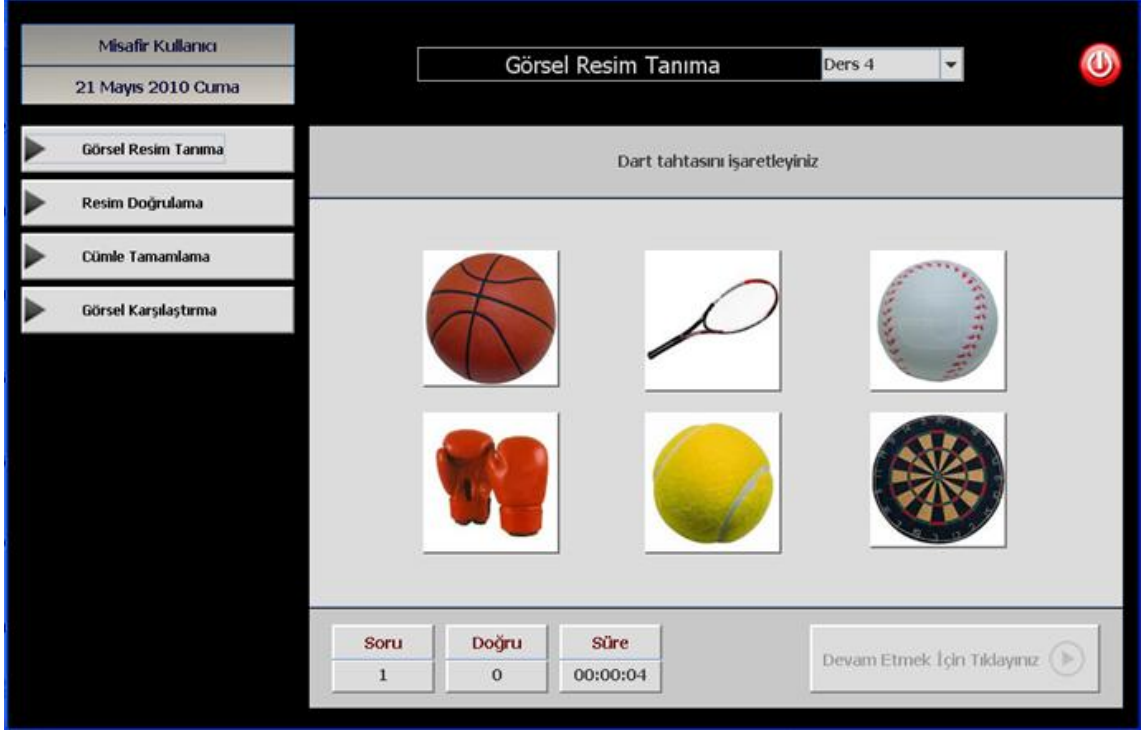 Misafir Kullanıcı
21 Mayıs 2010 Cuma
Görsel Resim Tanıma
Ders 4
Görsel Resim Tanıma
Resim Doğrulama
Cümle Tamamlama
Görsel Karşılaştırma
Dart tahtasını işaretleyiniz
Soru
Doğru
Süre
1
0
00:00:04
Devam Etmek İçin Tıklayınız